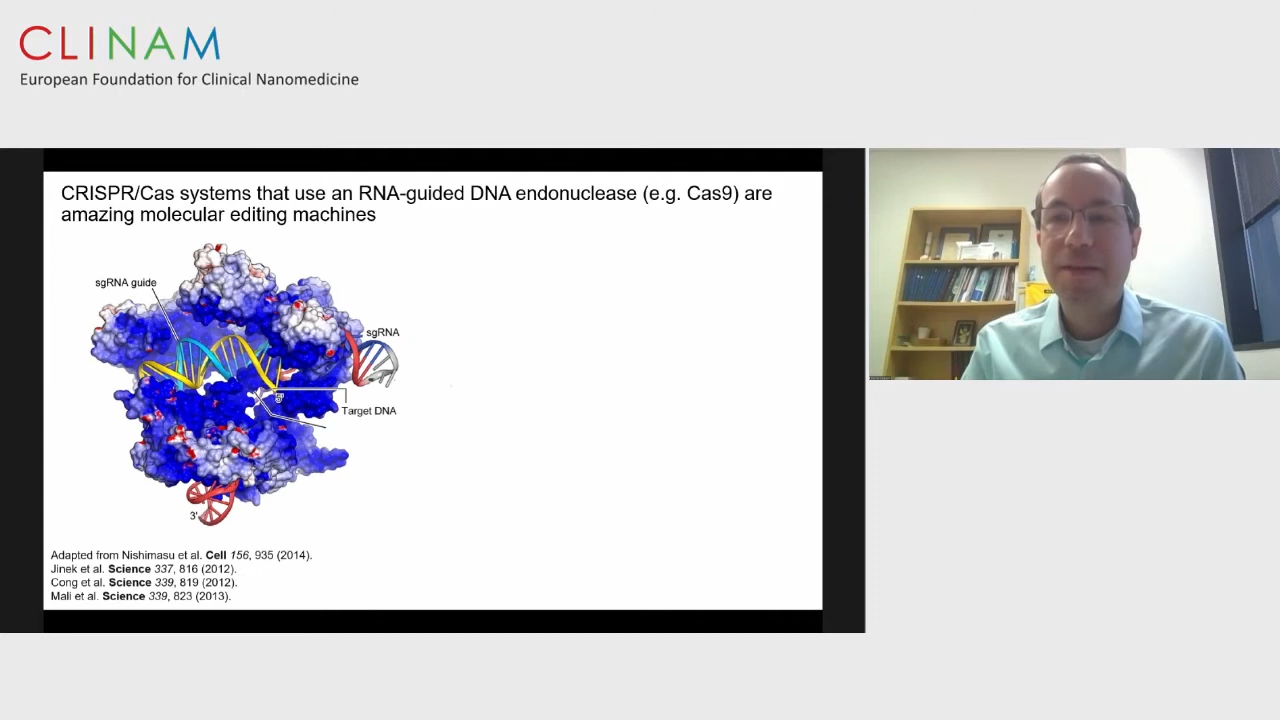 CLINAM
European Foundation for Clinical Nanomedicine
CRISPR/Cas systems that use an RNA-guided DNA endonuclease (e.g. Cas9) are
amazing molecular editing machines
sgRNA guide
sgRNA
5'
Target DNA
3'
Adapted from Nishimasu et al. Cell 156, 935 (2014).
Jinek et al. Science 337, 816 (2012).
Cong et al. Science 339, 819 (2012).
Mali et al. Science 339, 823 (2013).